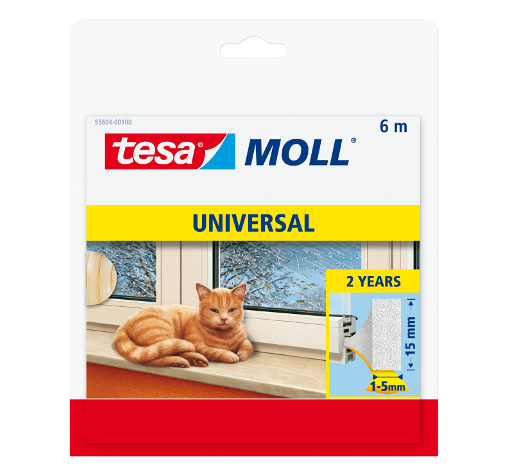 55604-00100
6 m
tesa® MOLL®
UNIVERSAL
2 YEARS
15 mm
1-5mm